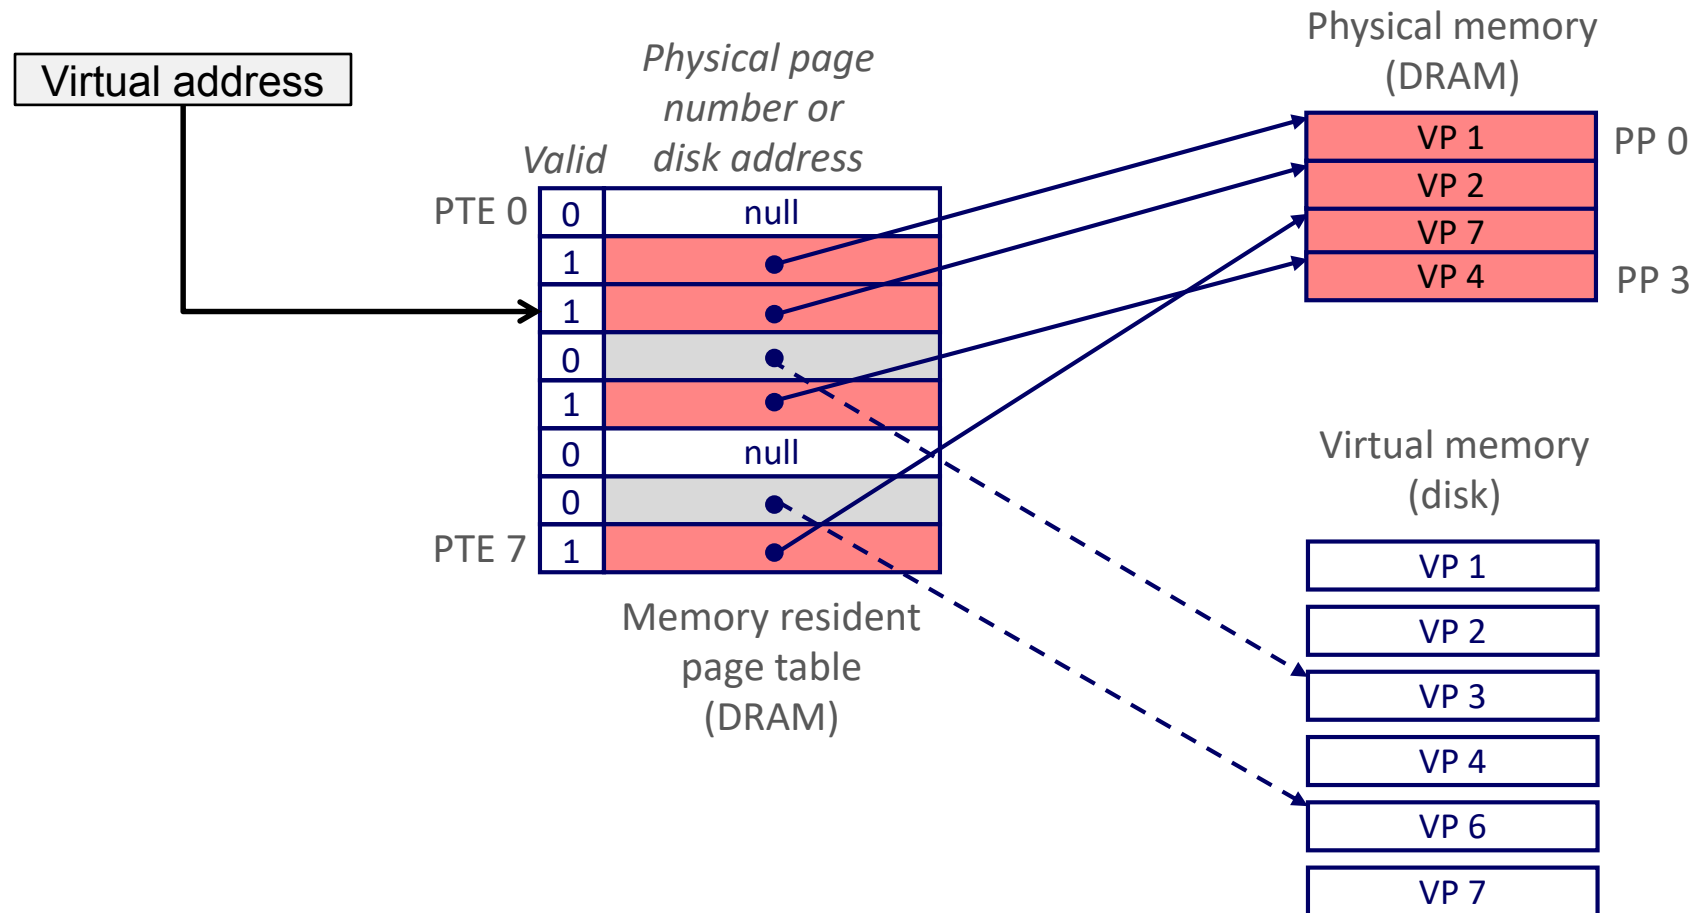 Virtual address
Physical page
number or
disk address
Valid
PTE 0
0
null
1
1
0
1
0
null
0
PTE 7
1
Memory resident
page table
(DRAM)
Physical memory
(DRAM)
VP 1
PP 0
VP 2
VP 7
VP 4
PP 3
Virtual memory
(disk)
VP 1
VP 2
VP 3
VP 4
VP 6
VP 7